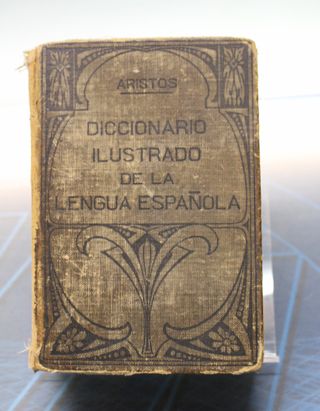 ARISTOS
DICCIONARIO
ILUSTRADO
DE LA
LENGUA ESPAÑOLA